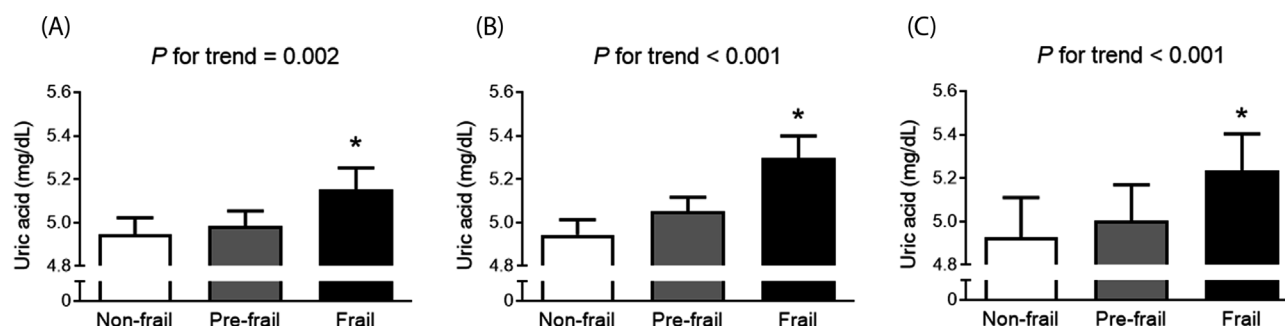 (A)
P for trend = 0.002
Uric acid (mg/dL)
5.6
5.4
5.2
5.0
4.8
0
Non-frail Pre-frail Frail
*
(B)
P for trend < 0.001
Uric acid (mg/dL)
5.6
5.4
5.2
5.0
4.8
0
Non-frail Pre-frail Frail
*
(C)
P for trend < 0.001
Uric acid (mg/dL)
5.6
5.4
5.2
5.0
4.8
0
Non-frail Pre-frail Frail
*